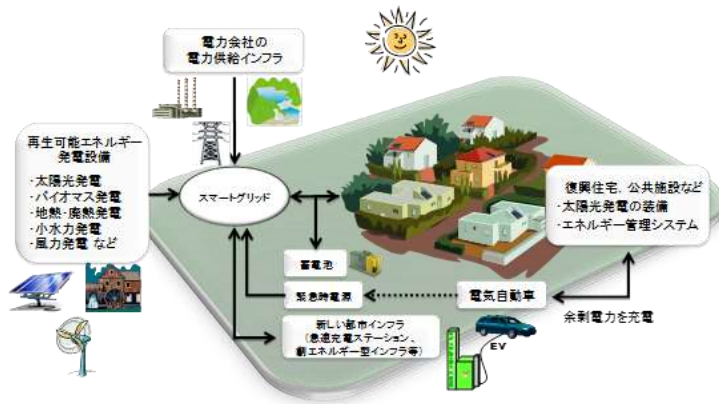 電力会社の
電力供給インフラ
再生可能エネルギー
発電設備
・太陽光発電
・バイオマス発電
・地熱・廃熱発電
・小水力発電
・風力発電 など
スマートグリッド
復興住宅、公共施設など
・太陽光発電の装備
・エネルギー管理システム
蓄電池
緊急時電源
電気自動車
余剰電力を充電
新しい都市インフラ
（急速充電ステーション、
創エネルギー型インフラ等）
EV